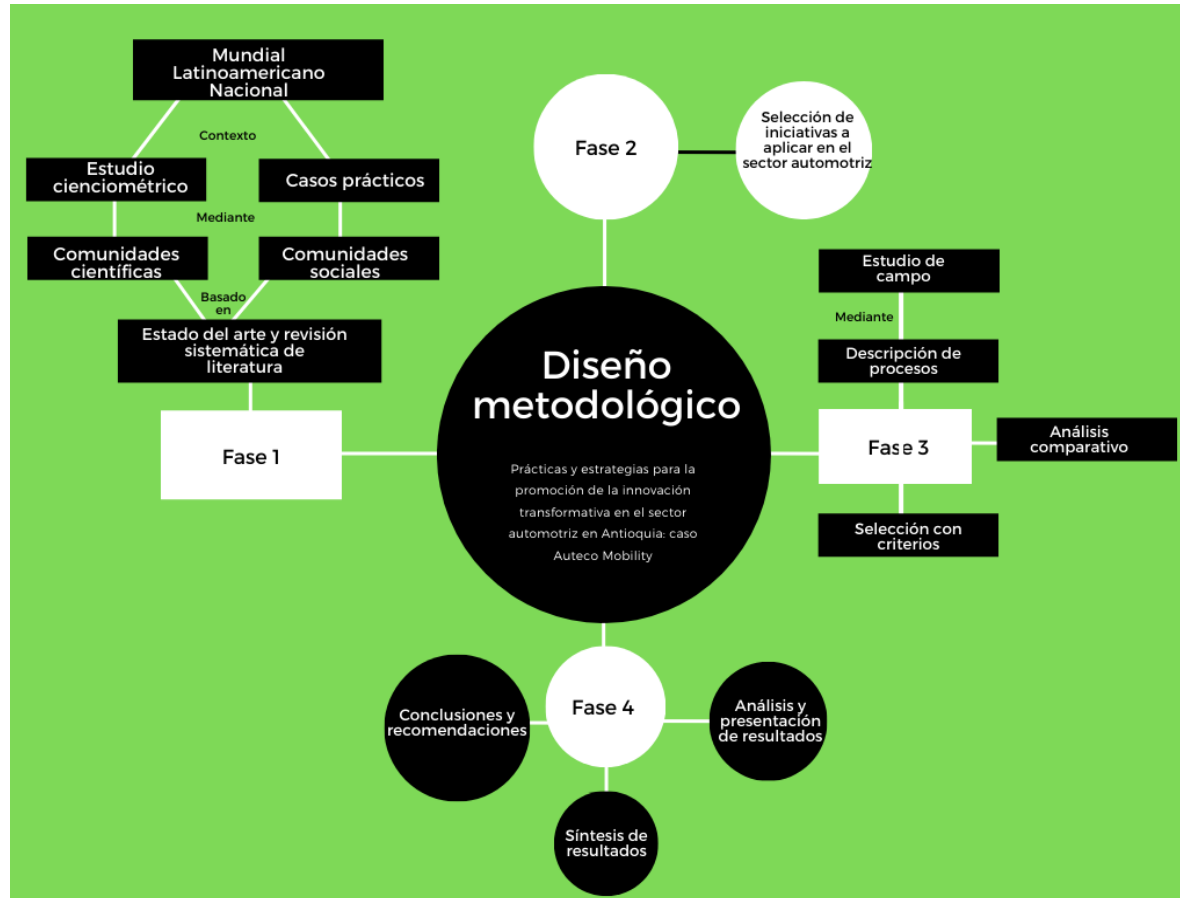 Mundial
Latinoamericano
Nacional
Contexto
Estudio
cienciométrico
Casos prácticos
Mediante
Comunidades
científicas
Comunidades
sociales
Basado
en
Estado del arte y revisión
sistemática de
literatura
Fase 1
Fase 2
Selección de
iniciativas a
aplicar en el
sector automotriz
Diseño
metodológico
Prácticas y estrategias para la
promoción de la innovación
transformativa en el sector
automotriz en Antioquia: caso
Auteco Mobility
Estudio de
campo
Mediante
Descripción de
procesos
Fase 3
Análisis
comparativo
Selección con
criterios
Fase 4
Conclusiones y
recomendaciones
Análisis y
presentación
de resultados
Síntesis de
resultados